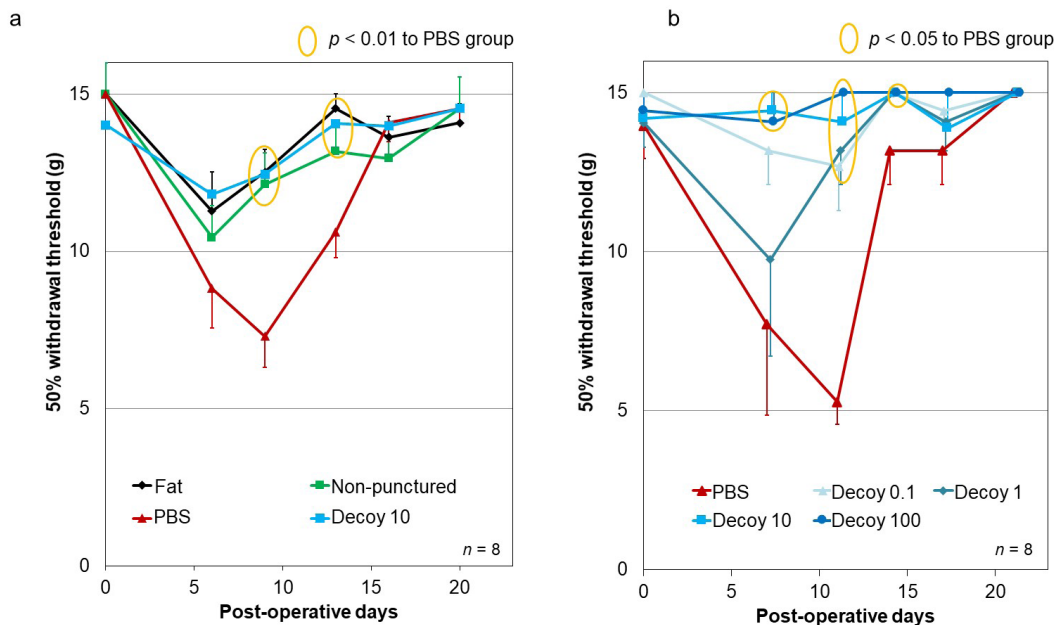 a
p < 0.01 to PBS group
50% withdrawal threshold (g)
15
10
5
0
Fat
Non-punctured
PBS
Decoy 10
n = 8
0 5 10 15 20
Post-operative days
b
p < 0.05 to PBS group
50% withdrawal threshold (g)
15
10
5
0
PBS
Decoy 0.1
Decoy 1
Decoy 10
Decoy 100
n = 8
0 5 10 15 20
Post-operative days